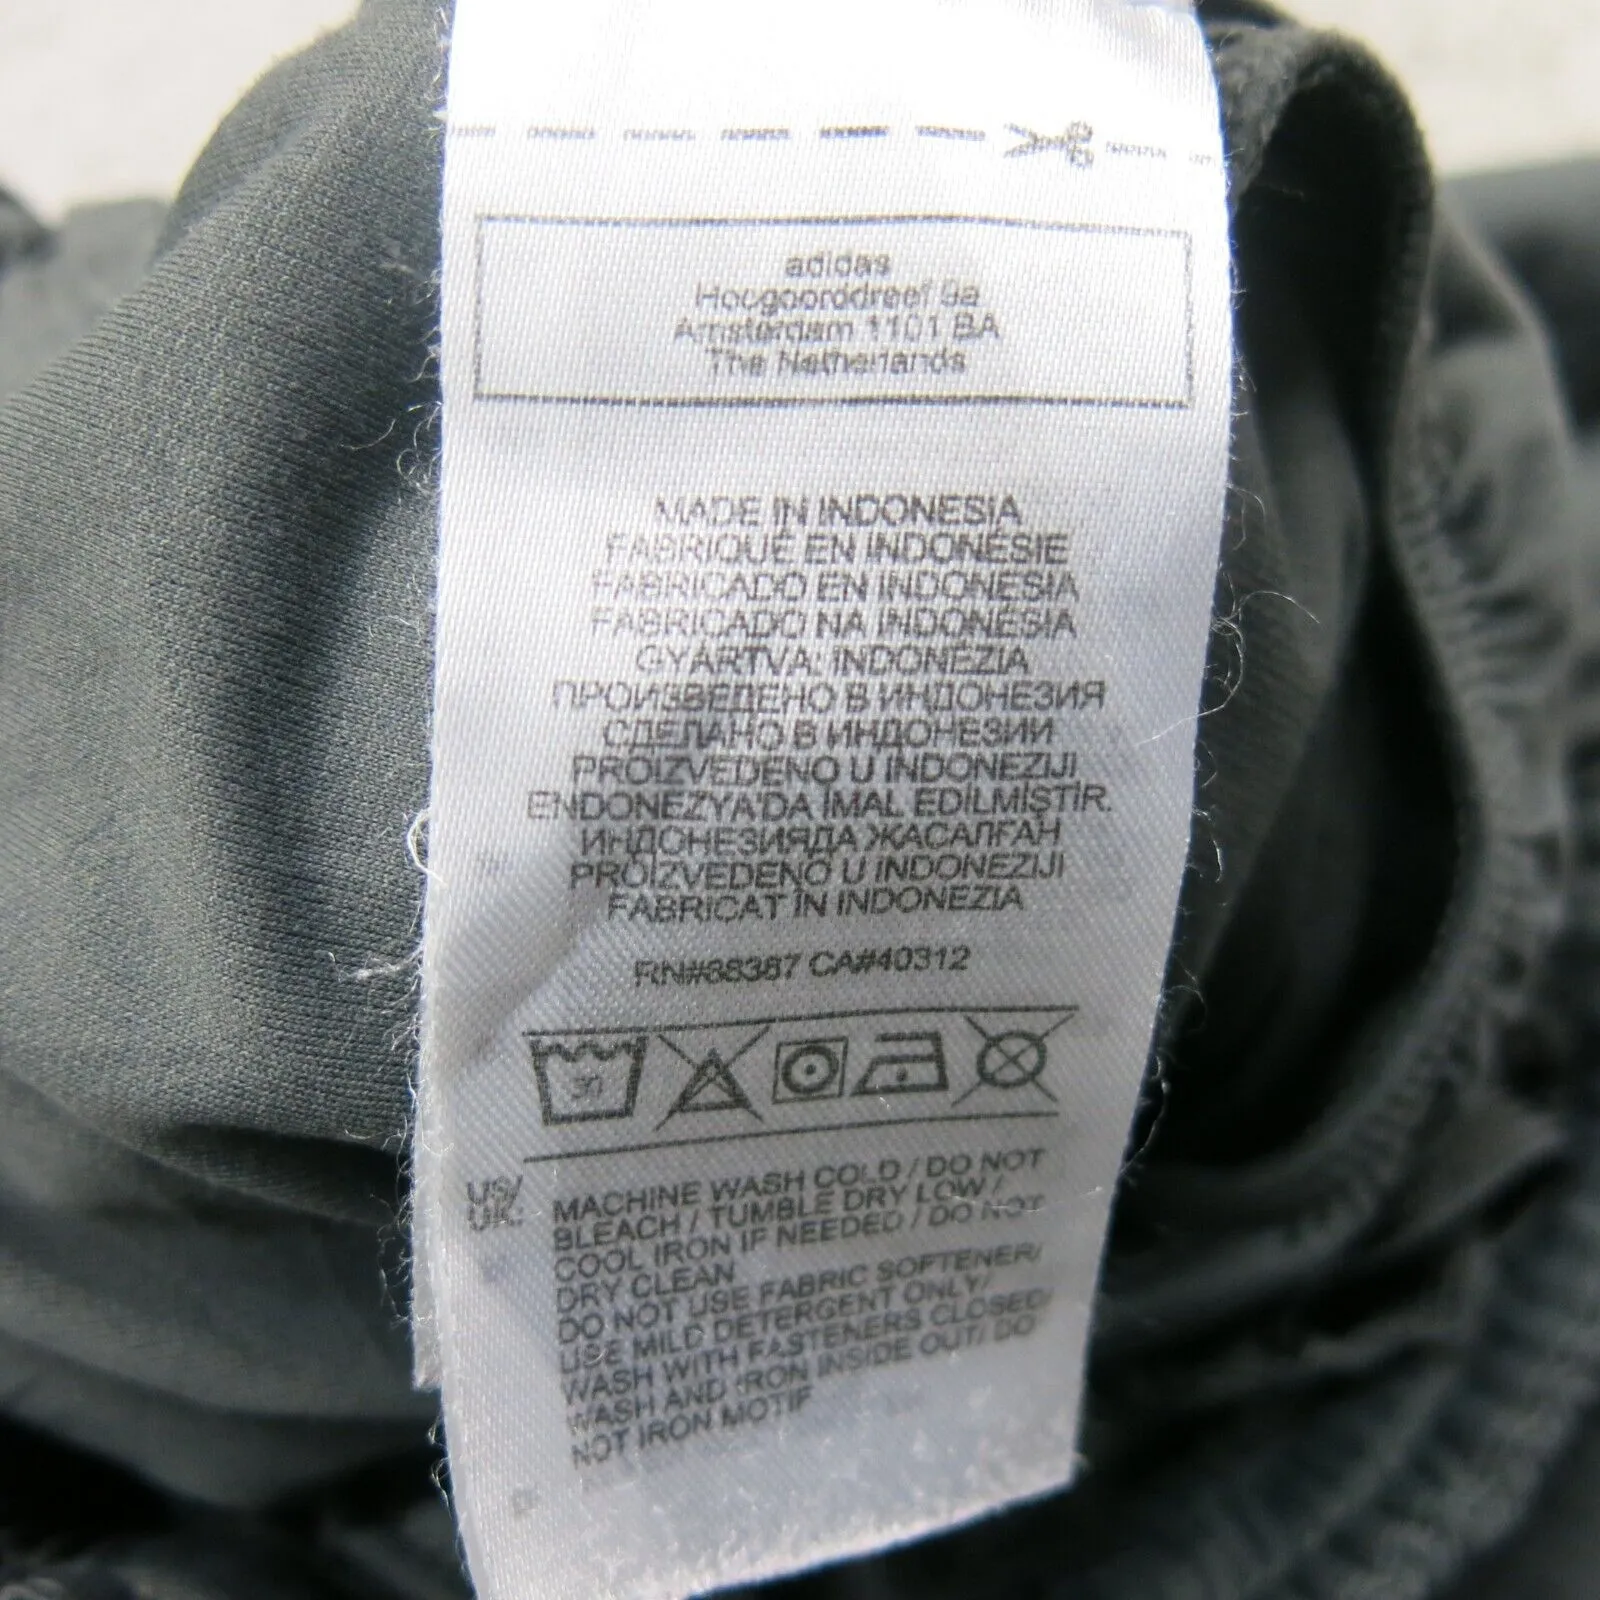 adidas
Hoogoorddreef 9a
Amsterdam 1101 BA
The Netherlands
MADE IN INDONESIA
FABRIQUÉ EN INDONÉSIE
FABRICADO EN INDONESIA
FABRICADO NA INDONÉSIA
GYÁRTVA: INDONÉZIA
ПРОИЗВЕДЕНО В ИНДОНЕЗИЯ
СДЕЛАНО В ИНДОНЕЗИИ
PROIZVEDENO U INDONEZIJI
ENDONEZYA'DA İMAL EDİLMİŞTİR.
ИНДОНЕЗИЯДА ЖАСАЛҒАН
PROIZVEDENO U INDONEZIJI
FABRICAT ÎN INDONEZIA
RN#88387 CA#40312
30
US/
UK:
MACHINE WASH COLD / DO NOT
BLEACH / TUMBLE DRY LOW /
COOL IRON IF NEEDED / DO NOT
DRY CLEAN
DO NOT USE FABRIC SOFTENER/
USE MILD DETERGENT ONLY/
WASH WITH FASTENERS CLOSED/
WASH AND IRON INSIDE OUT/ DO
NOT IRON MOTIF